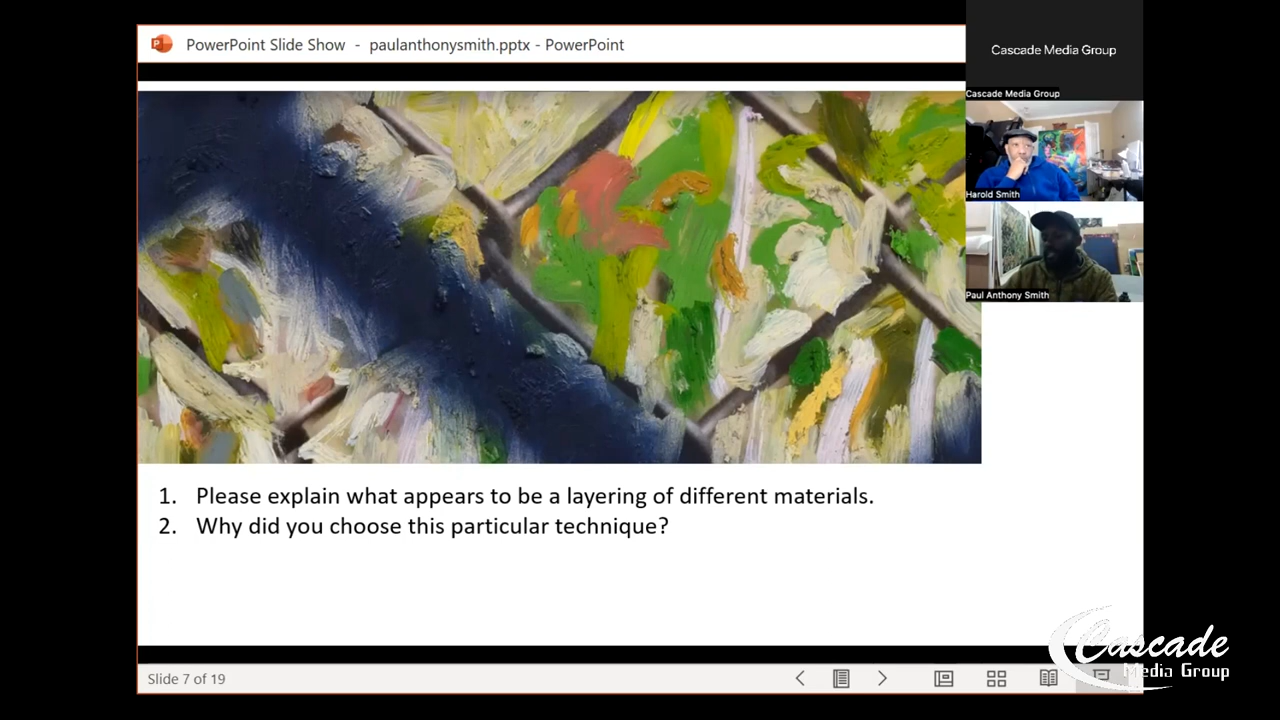 PowerPoint Slide Show - paulanthonysmith.pptx - PowerPoint
Cascade Media Group
Cascade Media Group
Harold Smith
Paul Anthony Smith
1. Please explain what appears to be a layering of different materials.
2. Why did you choose this particular technique?
Slide 7 of 19
Cascade
Media Group